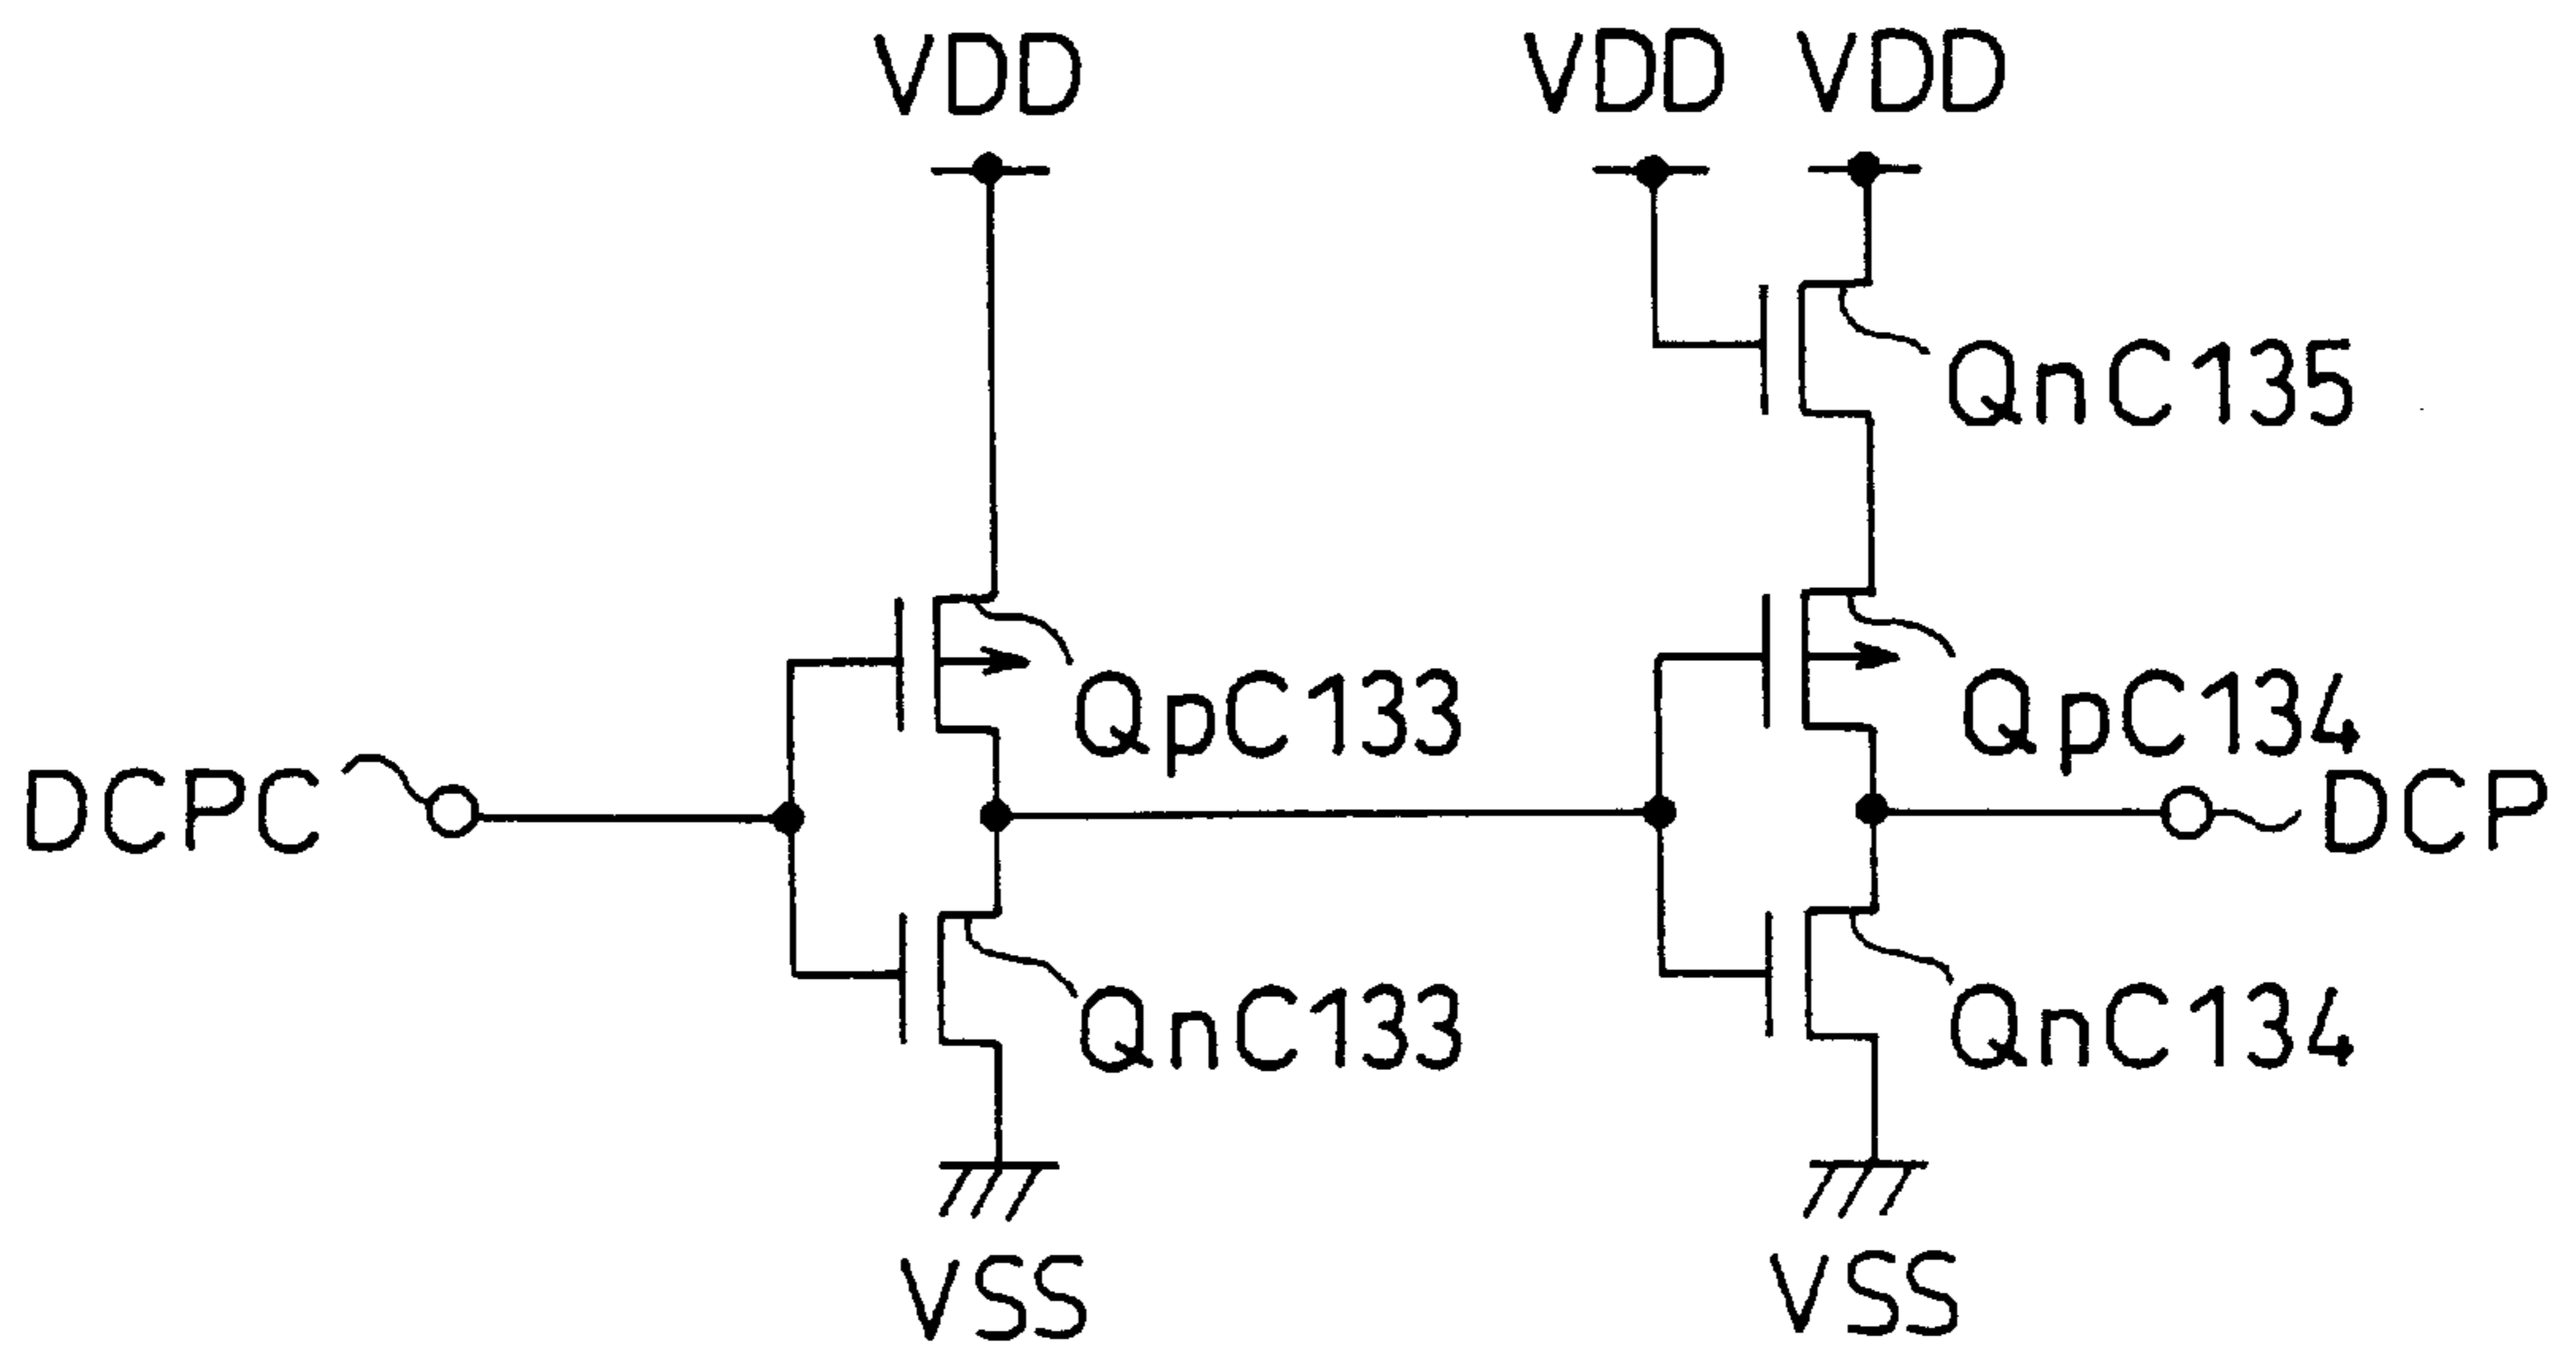 VDD VDD VDD
QnC135
QpC133 QpC134
DCPC DCP
QnC133 QnC134
VSS VSS